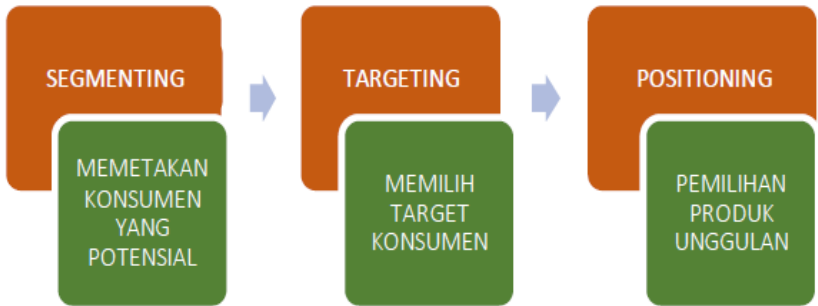 SEGMENTING
MEMETAKAN
KONSUMEN
YANG
POTENSIAL
TARGETING
MEMILIH
TARGET
KONSUMEN
POSITIONING
PEMILIHAN
PRODUK
UNGGULAN